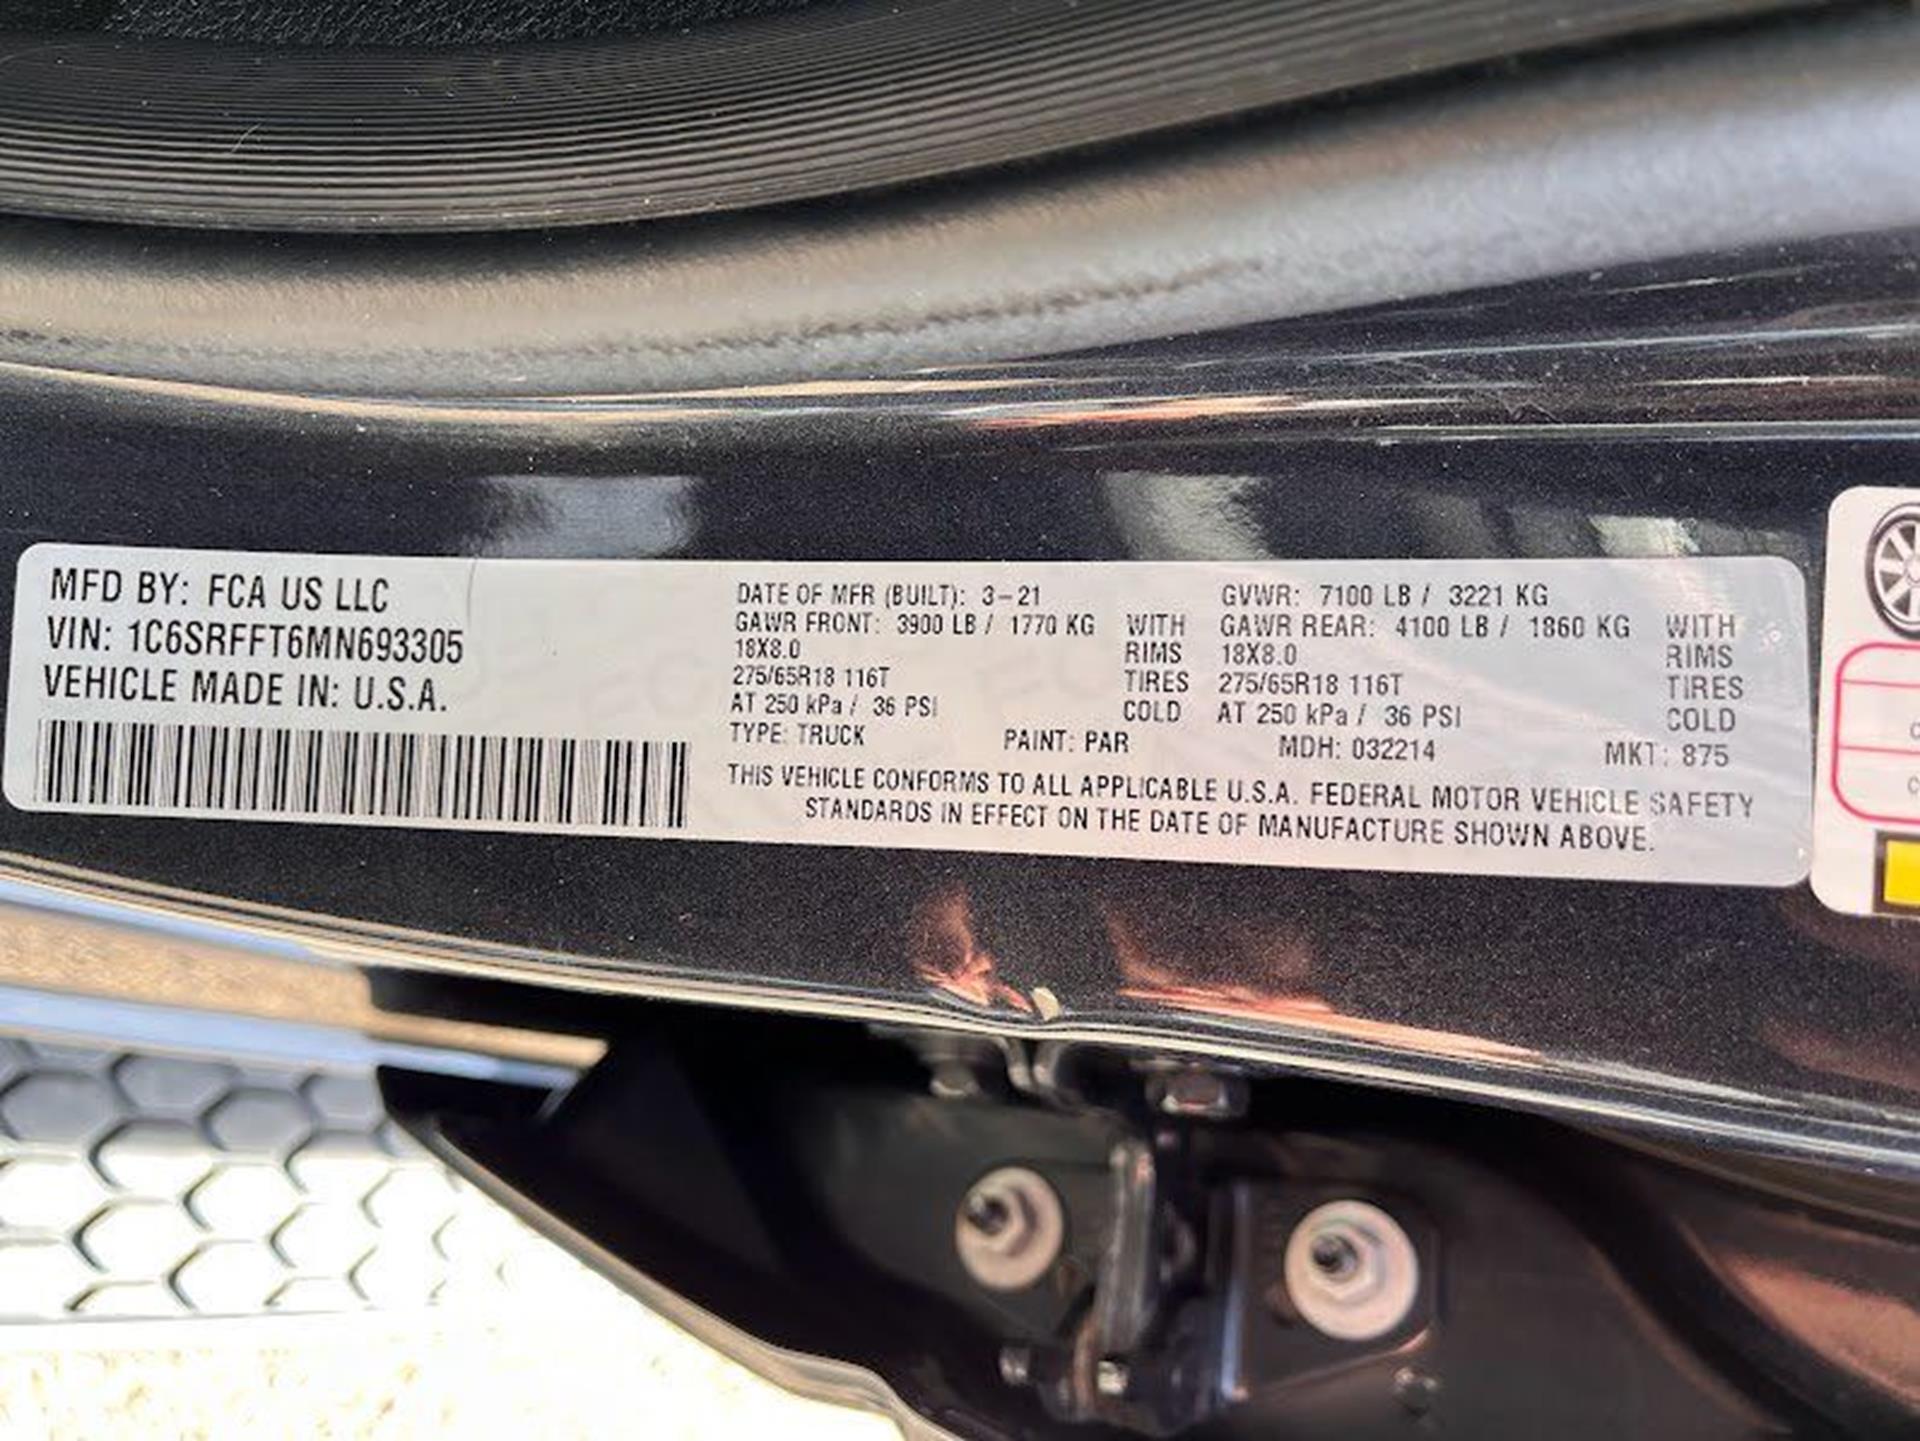 MFD BY: FCA US LLC
VIN: 1C6SRFFT6MN693305
VEHICLE MADE IN: U.S.A.
DATE OF MFR (BUILT): 3-21 GVWR: 7100 LB / 3221 KG
GAWR FRONT: 3900 LB / 1770 KG WITH GAWR REAR: 4100 LB / 1860 KG WITH
18X8.0 RIMS 18X8.0 RIMS
275/65R18 116T TIRES 275/65R18 116T TIRES
AT 250 kPa / 36 PSI COLD AT 250 kPa / 36 PSI COLD
TYPE: TRUCK PAINT: PAR MDH: 032214 MKT: 875
THIS VEHICLE CONFORMS TO ALL APPLICABLE U.S.A. FEDERAL MOTOR VEHICLE SAFETY
STANDARDS IN EFFECT ON THE DATE OF MANUFACTURE SHOWN ABOVE.